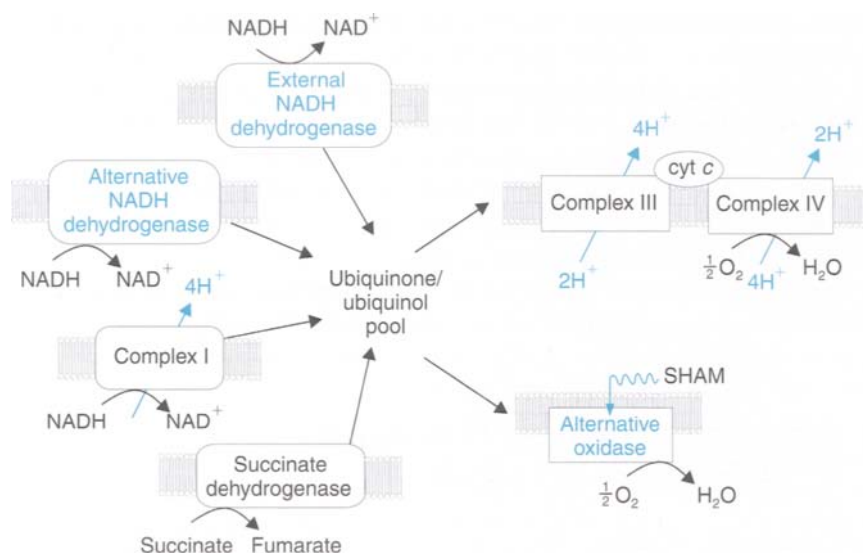 NADH NAD+
External
NADH
dehydrogenase
Alternative
NADH
dehydrogenase
NADH NAD+
4H+
Complex I
NADH NAD+
Succinate
dehydrogenase
Succinate Fumarate
Ubiquinone/
ubiquinol
pool
4H+
cyt c
2H+
Complex III
Complex IV
2H+
½O2
4H+
H2O
SHAM
Alternative
oxidase
½O2
H2O